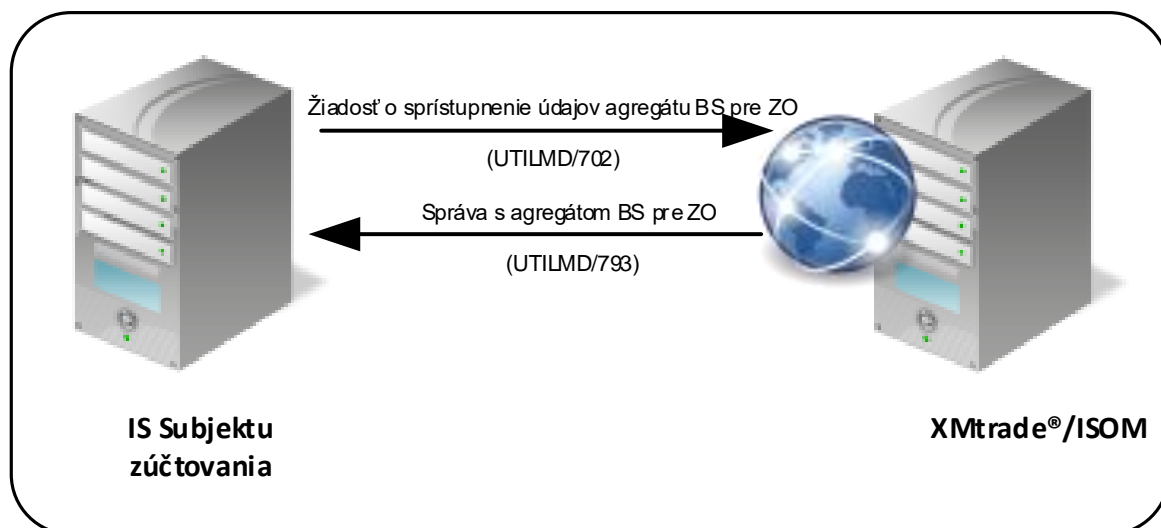 Žiadosť o sprístupnenie údajov agregátu BS pre ZO
(UTILMD/702)
Správa s agregátom BS pre ZO
(UTILMD/793)
IS Subjektu
zúčtovania
XMtrade®/ISOM